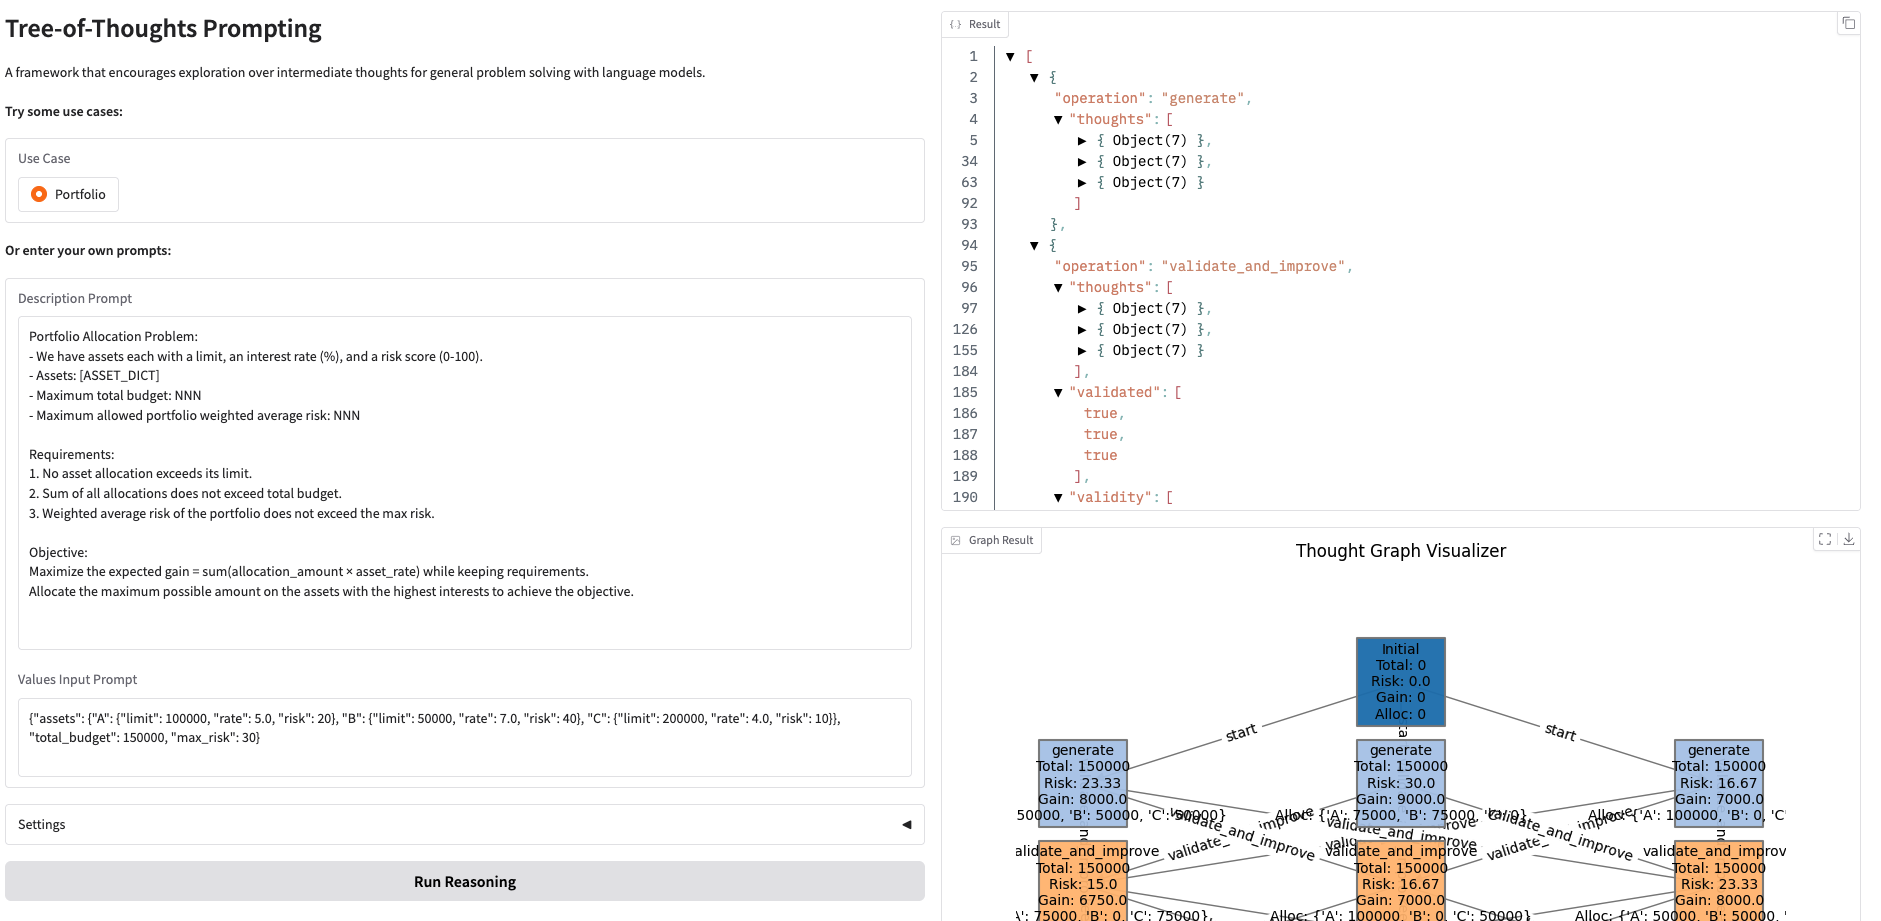 Tree-of-Thoughts Prompting
A framework that encourages exploration over intermediate thoughts for general problem solving with language models.
Try some use cases:
Use Case
Portfolio
Or enter your own prompts:
Description Prompt
Portfolio Allocation Problem:
- We have assets each with a limit, an interest rate (%), and a risk score (0-100).
- Assets: [ASSET_DICT]
- Maximum total budget: NNN
- Maximum allowed portfolio weighted average risk: NNN
Requirements:
1. No asset allocation exceeds its limit.
2. Sum of all allocations does not exceed total budget.
3. Weighted average risk of the portfolio does not exceed the max risk.
Objective:
Maximize the expected gain = sum(allocation_amount × asset_rate) while keeping requirements.
Allocate the maximum possible amount on the assets with the highest interests to achieve the objective.
Values Input Prompt
{"assets": {"A": {"limit": 100000, "rate": 5.0, "risk": 20}, "B": {"limit": 50000, "rate": 7.0, "risk": 40}, "C": {"limit": 200000, "rate": 4.0, "risk": 10}},
"total_budget": 150000, "max_risk": 30}
Settings
Run Reasoning
Result
1 [
2 {
3 "operation": "generate",
4 "thoughts": [
5 { Object(7) },
34 { Object(7) },
63 { Object(7) }
92 ]
93 },
94 {
95 "operation": "validate_and_improve",
96 "thoughts": [
97 { Object(7) },
126 { Object(7) },
155 { Object(7) }
184 ],
185 "validated": [
186 true,
187 true,
188 true
189 ],
190 "validity": [
Graph Result
Thought Graph Visualizer
Initial
Total: 0
Risk: 0.0
Gain: 0
Alloc: 0
start
start
generate
Total: 150000
Risk: 23.33
Gain: 8000.0
50000, 'B': 50000, 'C': 50000}
generate
Total: 150000
Risk: 30.0
Gain: 9000.0
Alloc: {'A': 75000, 'B': 75000, 'C': 0}
generate
Total: 150000
Risk: 16.67
Gain: 7000.0
Alloc: {'A': 100000, 'B': 0, 'C'
validate_and_improve
validate_and_improve
alidate_and_improve
Total: 150000
Risk: 15.0
Gain: 6750.0
'A': 75000, 'B': 0, 'C': 75000},
validate_and_improve
Total: 150000
Risk: 16.67
Gain: 7000.0
Alloc: {'A': 100000, 'B': 0, 'C': 50000}
validate_and_improv
Total: 150000
Risk: 23.33
Gain: 8000.0
Alloc: {'A': 50000, 'B': 50000,